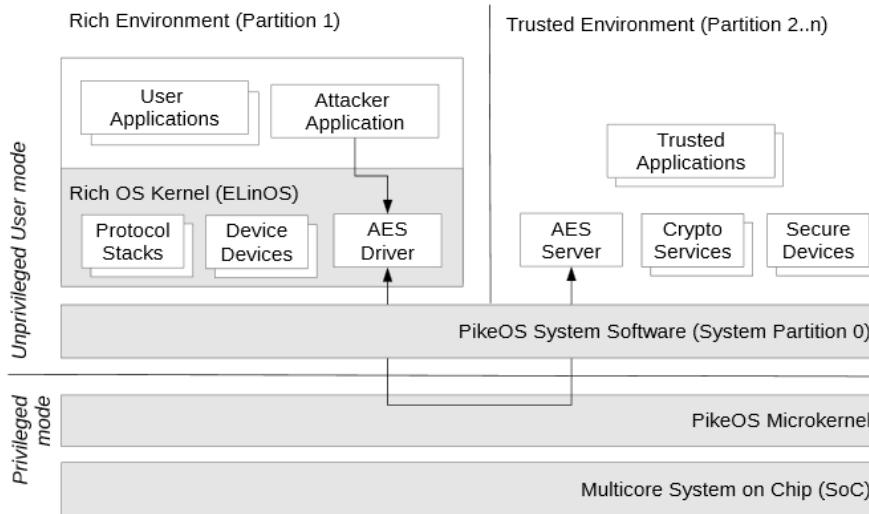 Rich Environment (Partition 1)
Trusted Environment (Partition 2..n)
Unprivileged User mode
User
Applications
Attacker
Application
Trusted
Applications
Rich OS Kernel (ELinOS)
Protocol
Stacks
Device
Devices
AES
Driver
AES
Server
Crypto
Services
Secure
Devices
PikeOS System Software (System Partition 0)
Privileged
mode
PikeOS Microkernel
Multicore System on Chip (SoC)